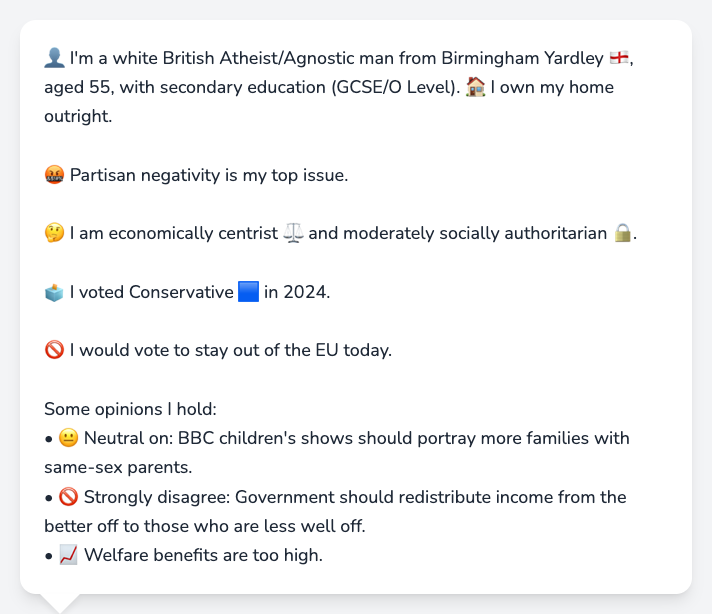 👤 I'm a white British Atheist/Agnostic man from Birmingham Yardley 🏴󠁧󠁢󠁥󠁮󠁧󠁿,
aged 55, with secondary education (GCSE/O Level). 🏠 I own my home
outright.
🤬 Partisan negativity is my top issue.
🤔 I am economically centrist ⚖️ and moderately socially authoritarian 🔒.
🗳️ I voted Conservative 🟦 in 2024.
🚫 I would vote to stay out of the EU today.
Some opinions I hold:
• 😐 Neutral on: BBC children's shows should portray more families with
same-sex parents.
• 🚫 Strongly disagree: Government should redistribute income from the
better off to those who are less well off.
• 📈 Welfare benefits are too high.